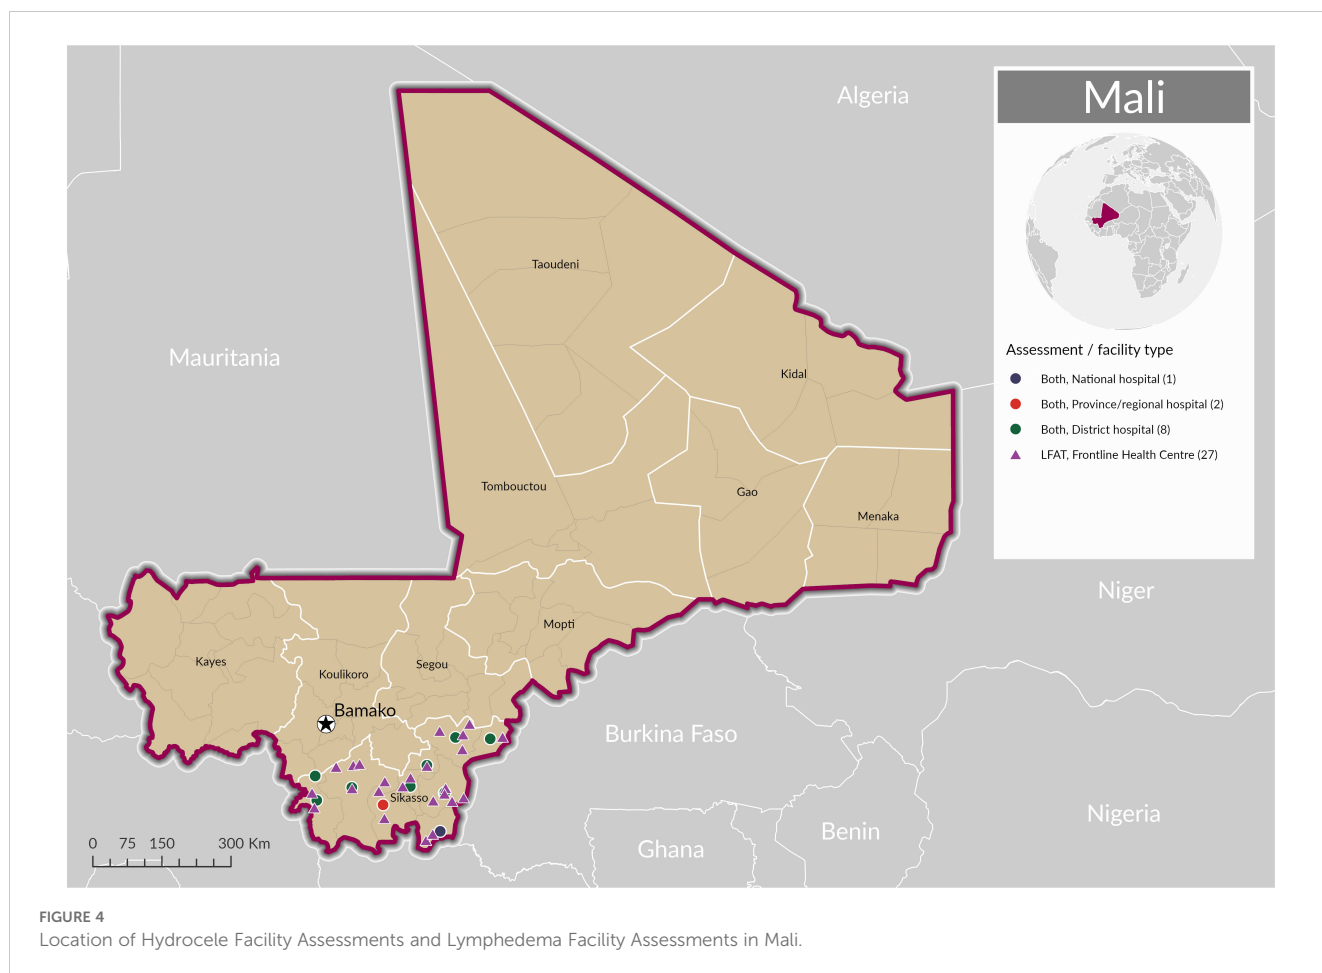 Mali
Algeria
Mauritania
Taoudeni
Kidal
Assessment / facility type
Both, National hospital (1)
Both, Province/regional hospital (2)
Both, District hospital (8)
LFAT, Frontline Health Centre (27)
Tombouctou
Gao
Menaka
Niger
Mopti
Kayes
Segou
Koulikoro
Bamako
Burkina Faso
Sikasso
Nigeria
Benin
Ghana
0 75 150 300 Km
FIGURE 4
Location of Hydrocele Facility Assessments and Lymphedema Facility Assessments in Mali.